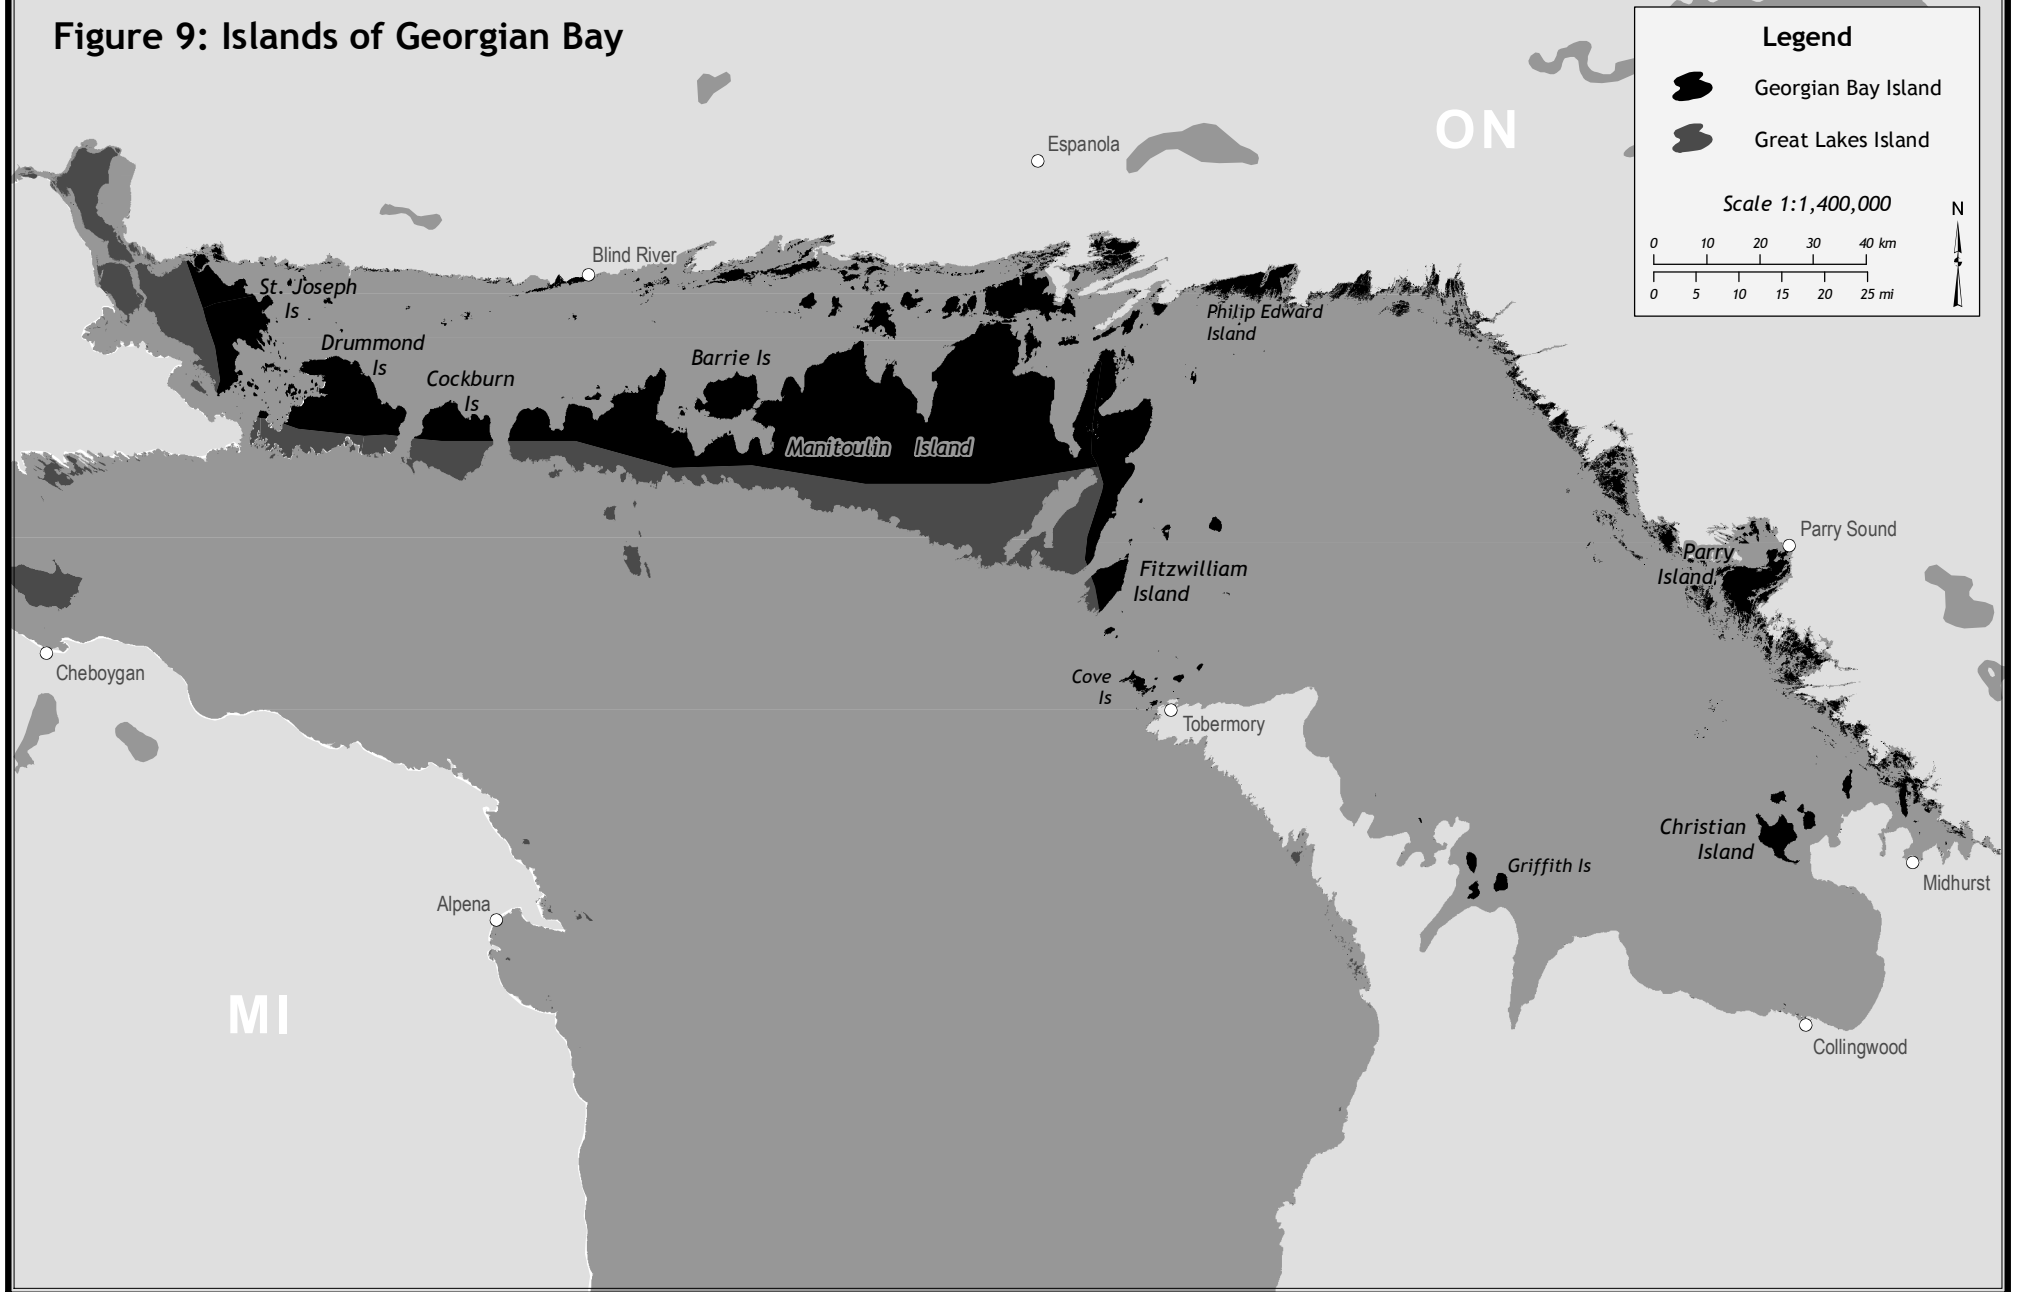 Figure 9: Islands of Georgian Bay
Legend
Georgian Bay Island
Great Lakes Island
Scale 1:1,400,000
N
0 10 20 30 40 km
0 5 10 15 20 25 mi
ON
Espanola
Blind River
St. Joseph
Is
Drummond
Is
Cockburn
Is
Barrie Is
Manitoulin Island
Philip Edward
Island
Parry Sound
Parry
Island
Fitzwilliam
Island
Cheboygan
Cove
Is
Tobermory
Christian
Island
Griffith Is
Midhurst
Alpena
MI
Collingwood